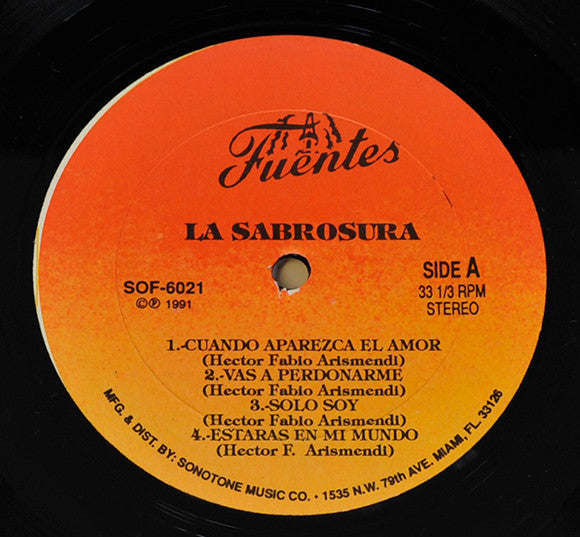 Fuentes
LA SABROSURA
SOF-6021
©℗ 1991
SIDE A
33 1/3 RPM
STEREO
1.-CUANDO APAREZCA EL AMOR
(Hector Fabio Arismendi)
2.-VAS A PERDONARME
(Hector Fabio Arismendi)
3.-SOLO SOY
(Hector Fabio Arismendi)
4.-ESTARAS EN MI MUNDO
(Hector F. Arismendi)
MFG. & DIST. BY: SONOTONE MUSIC CO. • 1535 N.W. 79th AVE. MIAMI, FL. 33126